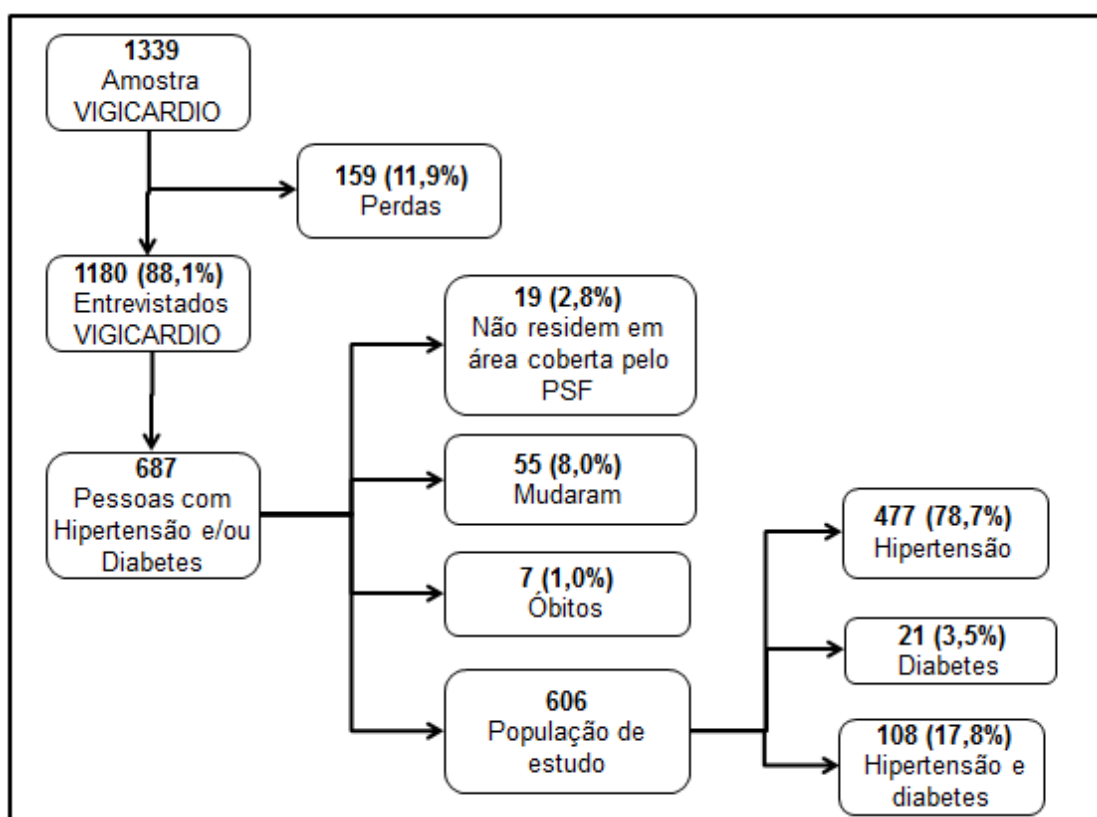 1339
Amostra
VIGICARDIO
159 (11,9%)
Perdas
1180 (88,1%)
Entrevistados
VIGICARDIO
687
Pessoas com
Hipertensão e/ou
Diabetes
19 (2,8%)
Não residem em
área coberta pelo
PSF
55 (8,0%)
Mudaram
7 (1,0%)
Óbitos
606
População de
estudo
477 (78,7%)
Hipertensão
21 (3,5%)
Diabetes
108 (17,8%)
Hipertensão e
diabetes